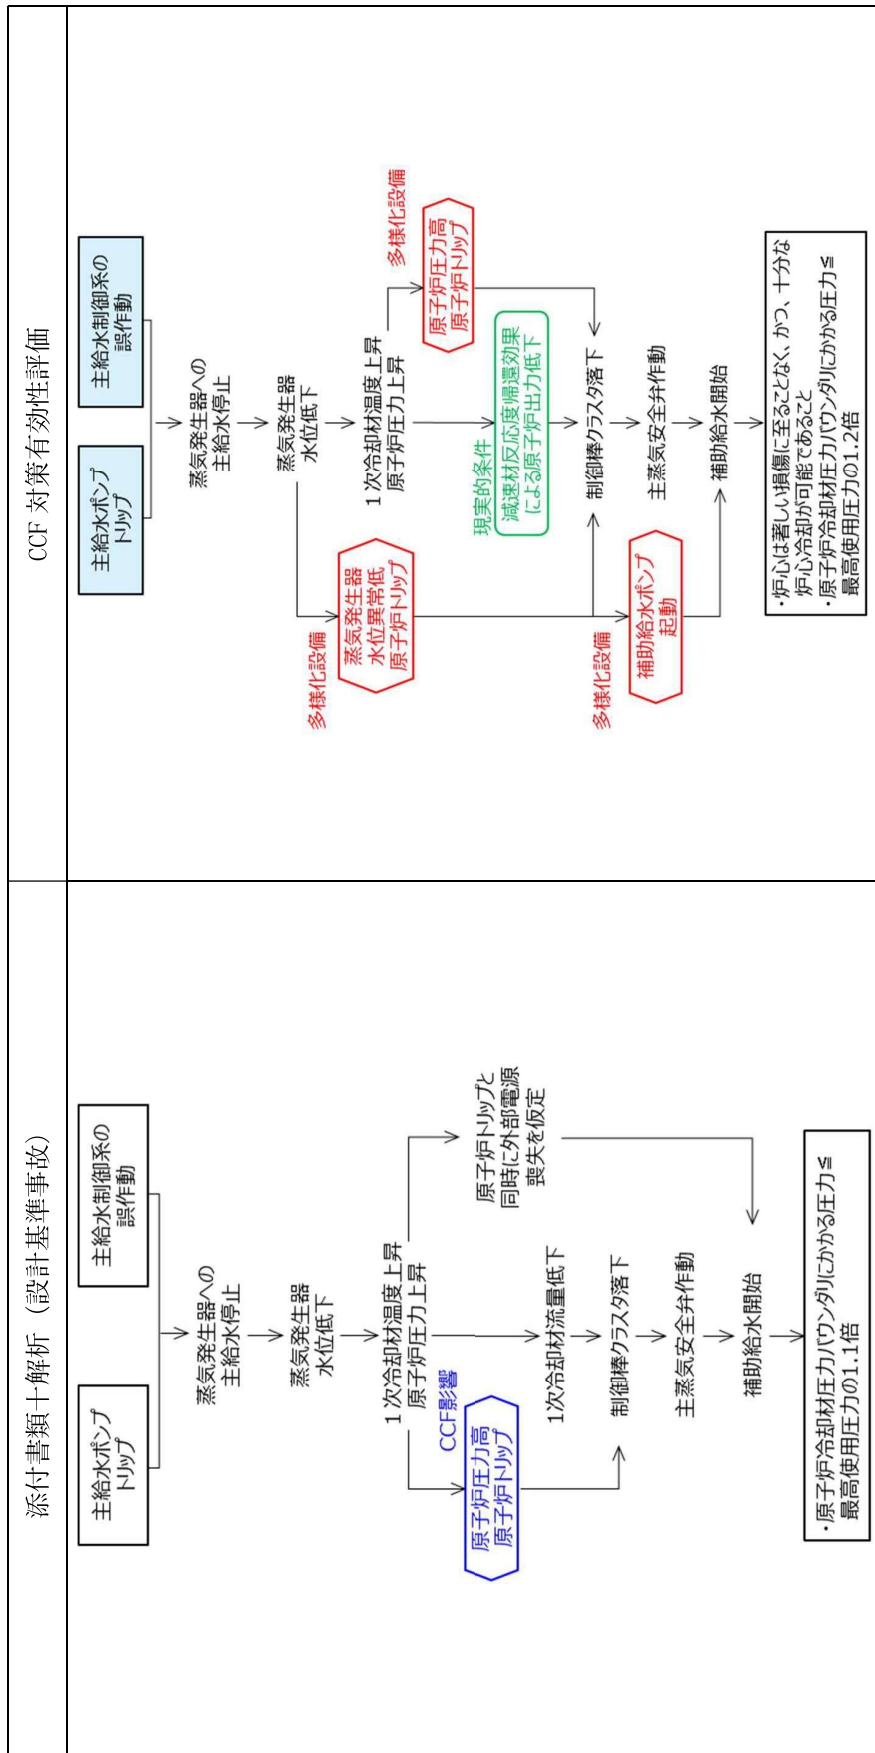 添付書類十解析（設計基準事故）
主給水ポンプ
トリップ
主給水制御系の
誤作動
蒸気発生器への
主給水停止
蒸気発生器
水位低下
1次冷却材温度上昇
原子炉圧力上昇
CCF影響
原子炉圧力高
原子炉トリップ
原子炉トリップと
同時に外部電源
喪失を仮定
1次冷却材流量低下
制御棒クラスタ落下
主蒸気安全弁作動
補助給水開始
・原子炉冷却材圧力バウンダリにかかる圧力≦
最高使用圧力の1.1倍
CCF 対策有効性評価
主給水ポンプ
トリップ
主給水制御系の
誤作動
蒸気発生器への
主給水停止
蒸気発生器
水位低下
多様化設備
蒸気発生器
水位異常低
原子炉トリップ
1次冷却材温度上昇
原子炉圧力上昇
多様化設備
原子炉圧力高
原子炉トリップ
現実的条件
減速材反応度帰還効果
による原子炉出力低下
制御棒クラスタ落下
多様化設備
補助給水ポンプ
起動
主蒸気安全弁作動
補助給水開始
・炉心は著しい損傷に至ることなく、かつ、十分な
炉心冷却が可能であること
・原子炉冷却材圧力バウンダリにかかる圧力≦
最高使用圧力の1.2倍